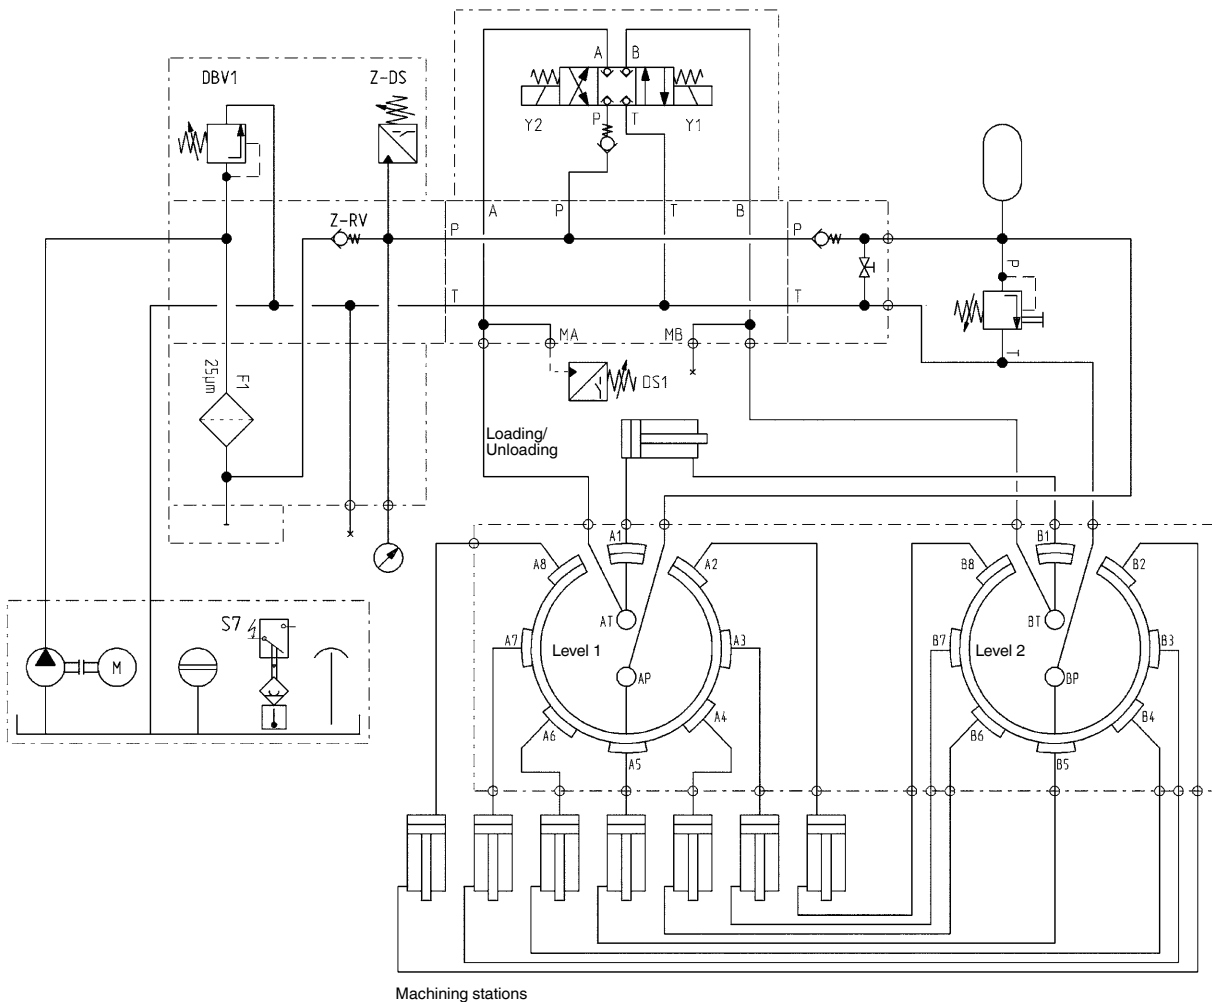 A B
DBV1 Z-DS
P T
Y2 Y1
A P T B
Z-RV
P P
P
T T
MA MB
T
DS1
25µm F1
Loading/
Unloading
A1 B1
A8 A2 B8 B2
S7
AT BT
A7 A3 B7 B3
Level 1 Level 2
M
AP BP
A6 A4 B6 B4
A5 B5
Machining stations